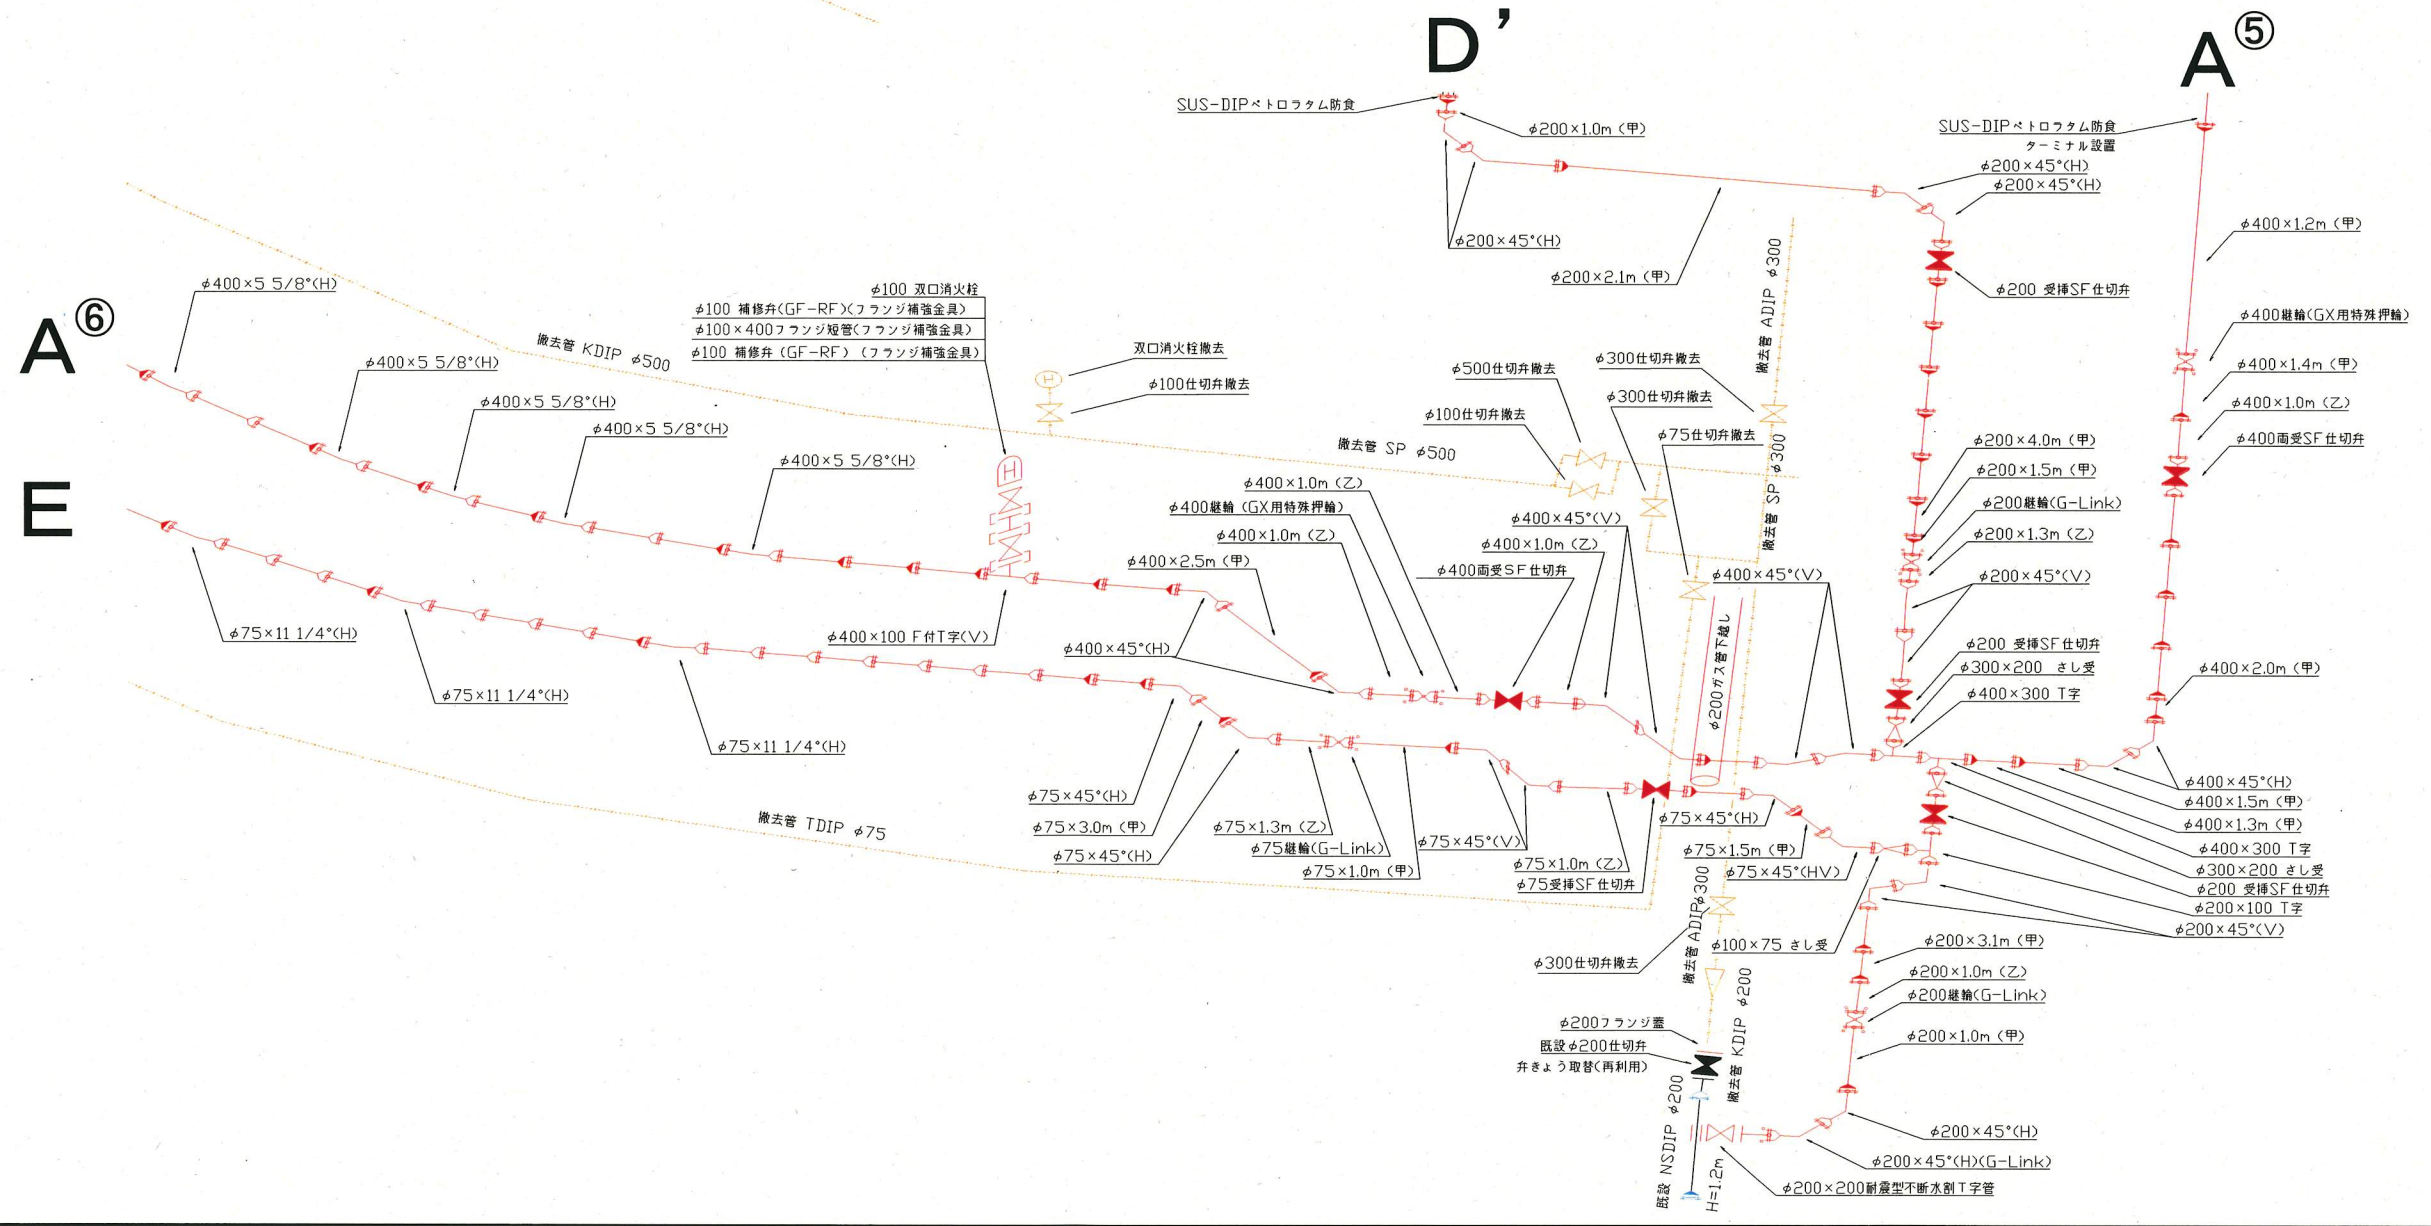 D'
A⑤
SUS-DIPペトロラタム防食
φ200×1.0m (甲)
SUS-DIPペトロラタム防食
ターミナル設置
φ200×45°(H)
φ200×45°(H)
φ200×45°(H)
φ200×2.1m (甲)
φ400×1.2m (甲)
φ200 受挿SF仕切弁
φ400継輪(GX用特殊押輪)
φ400×1.4m (甲)
φ400×1.0m (乙)
φ400両受SF仕切弁
撤去管 ADIP φ300
A⑥
φ400×5 5/8°(H)
φ400×5 5/8°(H)
φ400×5 5/8°(H)
φ400×5 5/8°(H)
φ400×5 5/8°(H)
撤去管 KDIP φ500
φ100 双口消火栓
φ100 補修弁(GF-RF)(フランジ補強金具)
φ100×400フランジ短管(フランジ補強金具)
φ100 補修弁 (GF-RF) (フランジ補強金具)
H
双口消火栓撤去
H
φ100仕切弁撤去
φ500仕切弁撤去
φ300仕切弁撤去
φ100仕切弁撤去
φ300仕切弁撤去
φ75仕切弁撤去
撤去管 SP φ500
撤去管 SP φ300
E
φ400×1.0m (乙)
φ400継輪 (GX用特殊押輪)
φ400×1.0m (乙)
φ400×2.5m (甲)
φ400×45°(V)
φ400×1.0m (乙)
φ400両受SF仕切弁
φ400×45°(V)
φ200×4.0m (甲)
φ200×1.5m (甲)
φ200継輪(G-Link)
φ200×1.3m (乙)
φ200×45°(V)
φ200 受挿SF仕切弁
φ300×200 さし受
φ400×300 T字
φ400×2.0m (甲)
φ75×11 1/4°(H)
φ75×11 1/4°(H)
φ75×11 1/4°(H)
φ400×100 F付T字(V)
φ400×45°(H)
φ200ガス管下越し
撤去管 TDIP φ75
φ75×45°(H)
φ75×3.0m (甲)
φ75×45°(H)
φ75×1.3m (乙)
φ75継輪(G-Link)
φ75×1.0m (甲)
φ75×45°(V)
φ75×1.0m (乙)
φ75受挿SF仕切弁
φ75×45°(H)
φ75×1.5m (甲)
φ75×45°(HV)
φ400×45°(H)
φ400×1.5m (甲)
φ400×1.3m (甲)
φ400×300 T字
φ300×200 さし受
φ200 受挿SF仕切弁
φ200×100 T字
φ200×45°(V)
撤去管 ADIPφ300
φ100×75 さし受
φ300仕切弁撤去
φ200×3.1m (甲)
φ200×1.0m (乙)
φ200継輪(G-Link)
φ200×1.0m (甲)
φ200フランジ蓋
既設φ200仕切弁
弁きょう取替(再利用)
撤去管 KDIP φ200
既設 NSDIP φ200
H=1.2m
φ200×45°(H)
φ200×45°(H)(G-Link)
φ200×200耐震型不断水割T字管